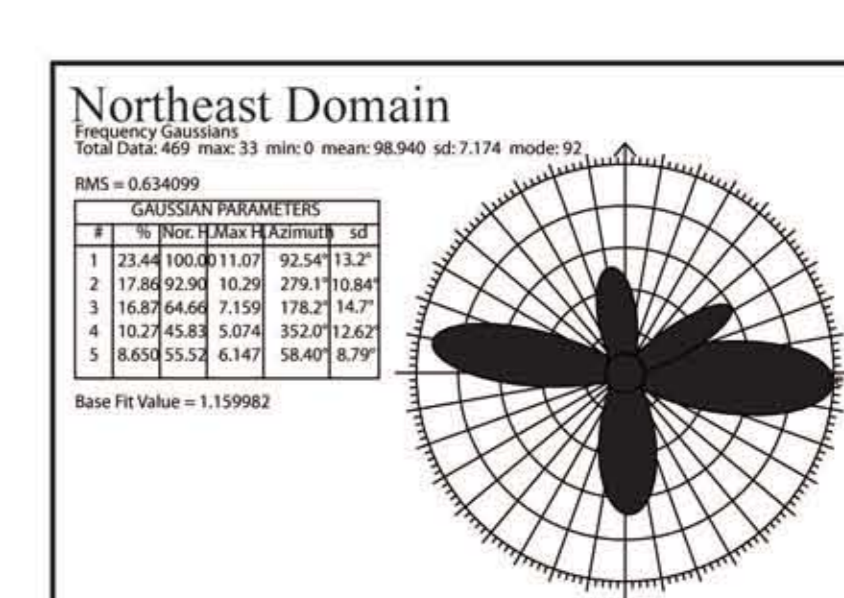 Northeast Domain
Frequency Gaussians
Total Data: 469 max: 33 min: 0 mean: 98.940 sd: 7.174 mode: 92
RMS = 0.634099
GAUSSIAN PARAMETERS
# % Nor. H. Max H. Azimuth sd
1 23.44 100.00 11.07 92.54° 13.2°
2 17.86 92.90 10.29 279.1° 10.84°
3 16.87 64.66 7.159 178.2° 14.7°
4 10.27 45.83 5.074 352.0° 12.62°
5 8.650 55.52 6.147 58.40° 8.79°
Base Fit Value = 1.159982